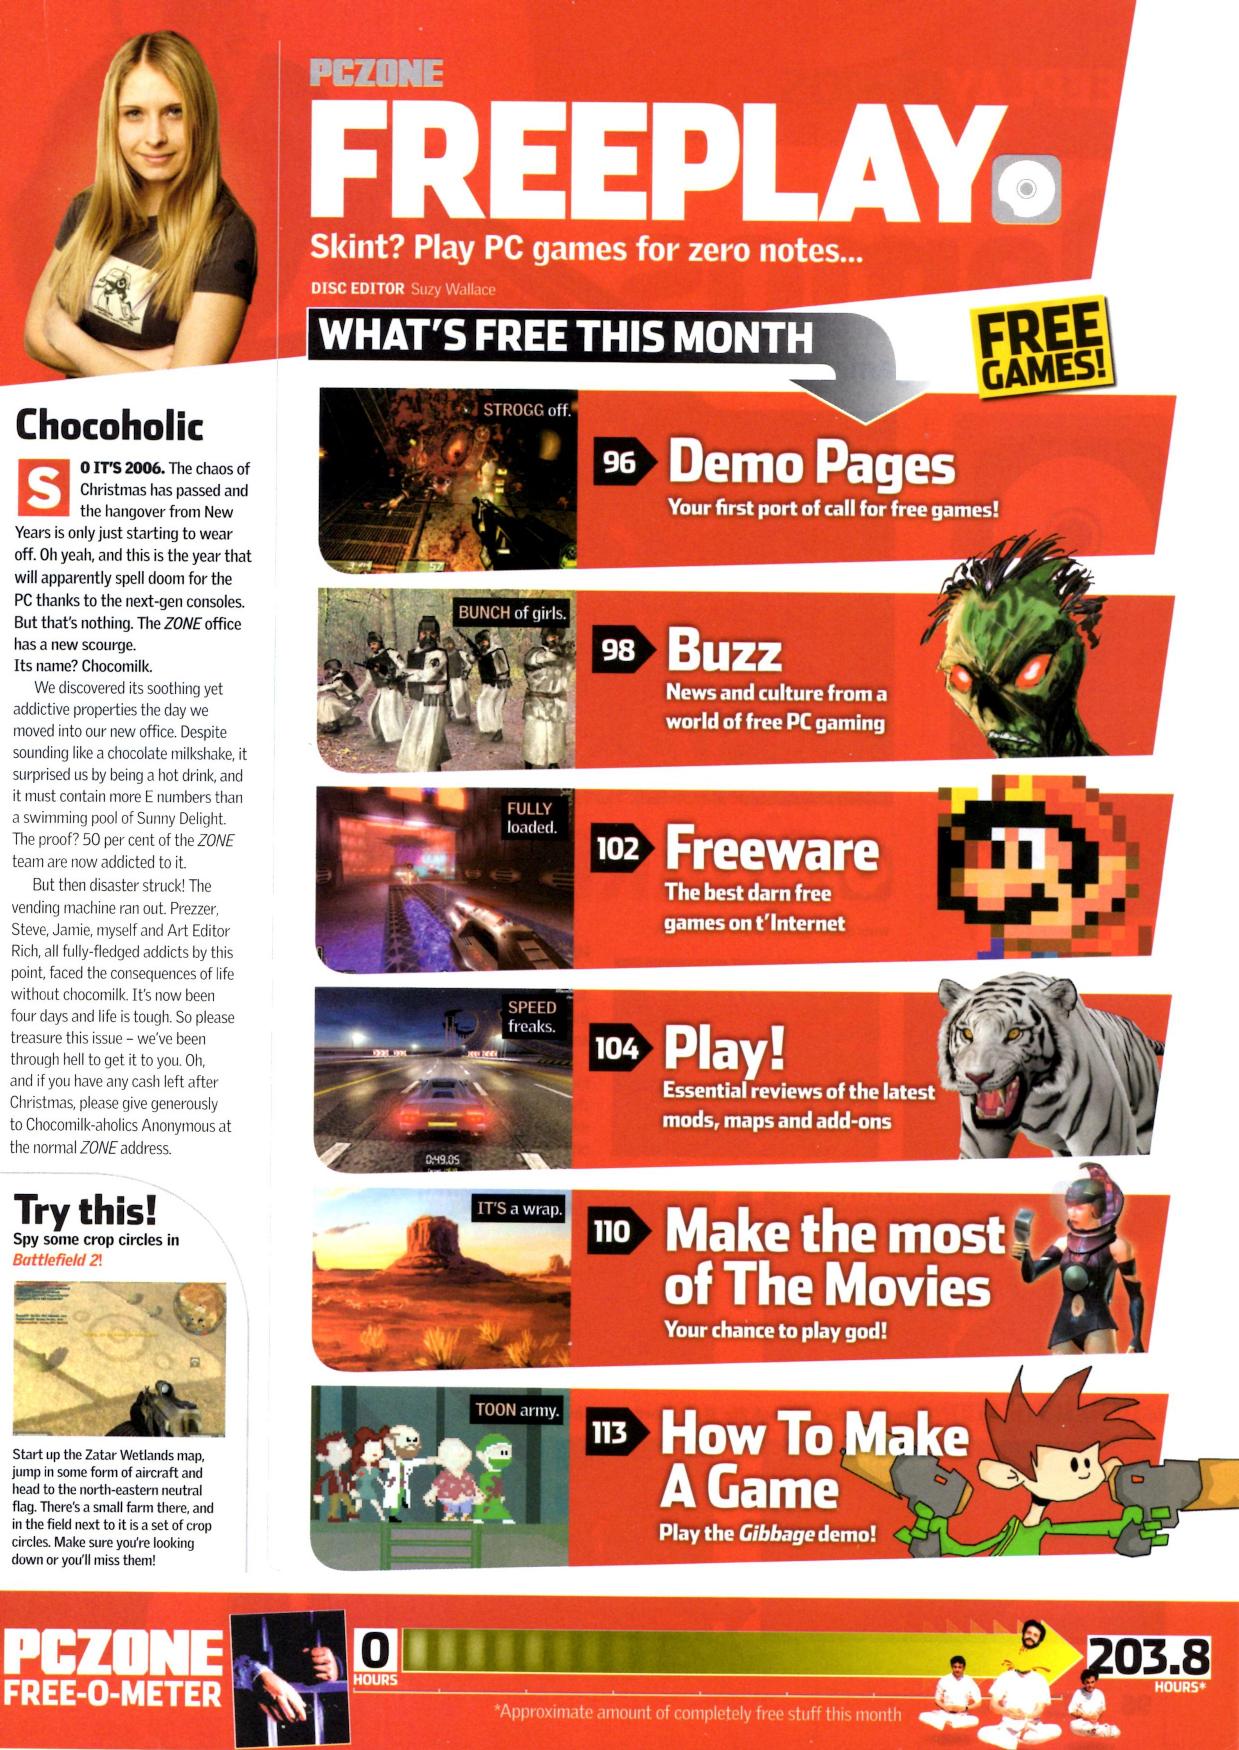 PCZONE
FREEPLAY
Skint? Play PC games for zero notes...
DISC EDITOR Suzy Wallace
WHAT'S FREE THIS MONTH
FREE
GAMES!
Chocoholic
SO IT'S 2006. The chaos of
Christmas has passed and
the hangover from New
Years is only just starting to wear
off. Oh yeah, and this is the year that
will apparently spell doom for the
PC thanks to the next-gen consoles.
But that's nothing. The ZONE office
has a new scourge.
Its name? Chocomilk.
We discovered its soothing yet
addictive properties the day we
moved into our new office. Despite
sounding like a chocolate milkshake, it
surprised us by being a hot drink, and
it must contain more E numbers than
a swimming pool of Sunny Delight.
The proof? 50 per cent of the ZONE
team are now addicted to it.
But then disaster struck! The
vending machine ran out. Prezzer,
Steve, Jamie, myself and Art Editor
Rich, all fully-fledged addicts by this
point, faced the consequences of life
without chocomilk. It's now been
four days and life is tough. So please
treasure this issue – we've been
through hell to get it to you. Oh,
and if you have any cash left after
Christmas, please give generously
to Chocomilk-aholics Anonymous at
the normal ZONE address.
Try this!
Spy some crop circles in
Battlefield 2!
Start up the Zatar Wetlands map,
jump in some form of aircraft and
head to the north-eastern neutral
flag. There's a small farm there, and
in the field next to it is a set of crop
circles. Make sure you're looking
down or you'll miss them!
STROGG off.
96
Demo Pages
Your first port of call for free games!
BUNCH of girls.
98
Buzz
News and culture from a
world of free PC gaming
FULLY
loaded.
102
Freeware
The best darn free
games on t'Internet
SPEED
freaks.
0:49.05
104
Play!
Essential reviews of the latest
mods, maps and add-ons
IT'S a wrap.
110
Make the most
of The Movies
Your chance to play god!
TOON army.
113
How To Make
A Game
Play the Gibbage demo!
PCZONE
FREE-O-METER
0
HOURS
203.8
HOURS*
*Approximate amount of completely free stuff this month